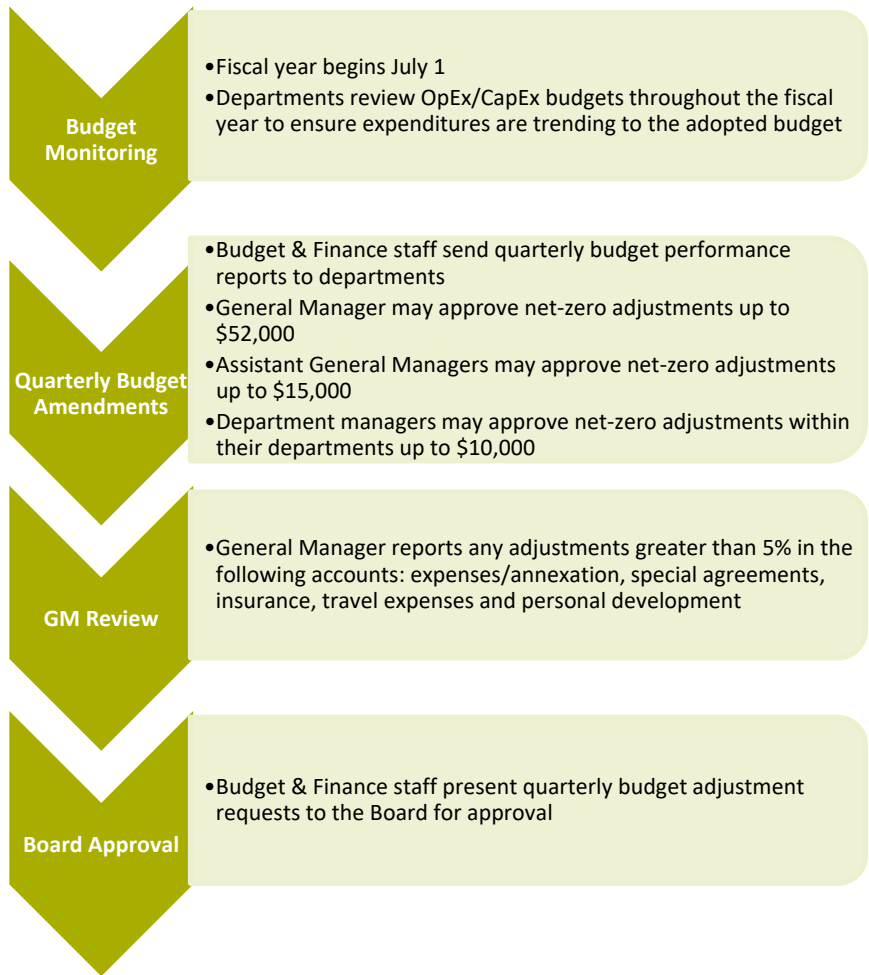 Budget
Monitoring
•Fiscal year begins July 1
•Departments review OpEx/CapEx budgets throughout the fiscal
year to ensure expenditures are trending to the adopted budget
Quarterly Budget
Amendments
•Budget & Finance staff send quarterly budget performance
reports to departments
•General Manager may approve net-zero adjustments up to
$52,000
•Assistant General Managers may approve net-zero adjustments
up to $15,000
•Department managers may approve net-zero adjustments within
their departments up to $10,000
GM Review
•General Manager reports any adjustments greater than 5% in the
following accounts: expenses/annexation, special agreements,
insurance, travel expenses and personal development
Board Approval
•Budget & Finance staff present quarterly budget adjustment
requests to the Board for approval